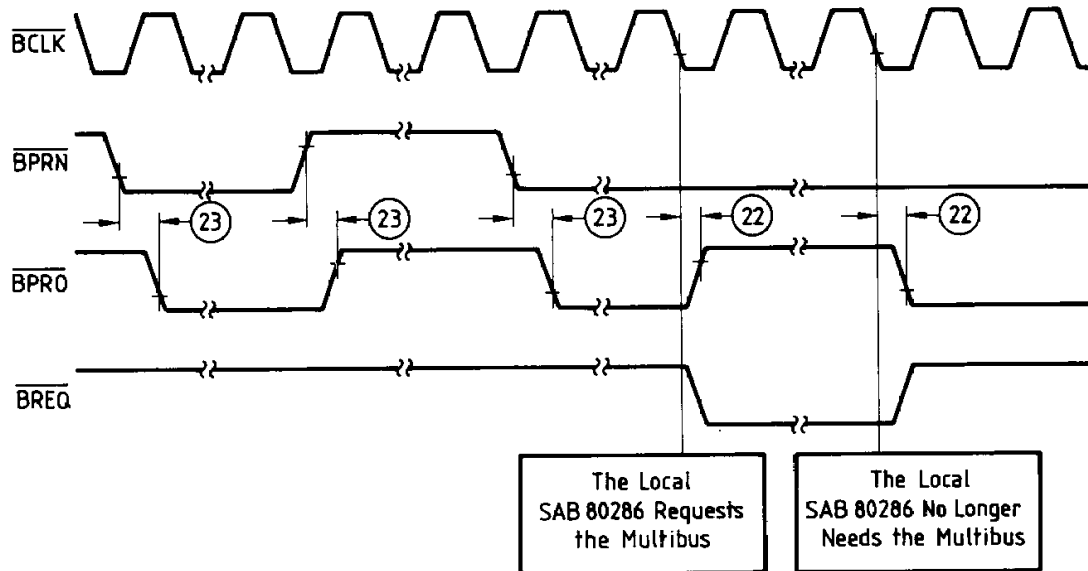 BCLK
BPRN
23
23
23
22
22
BPRO
BREQ
The Local
SAB 80286 Requests
the Multibus
The Local
SAB 80286 No Longer
Needs the Multibus